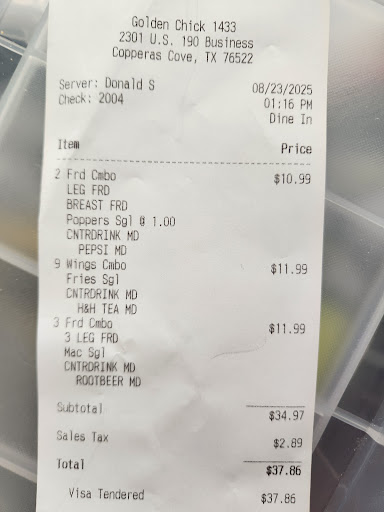 Golden Chick 1433
2301 U.S. 190 Business
Copperas Cove, TX 76522
Server: Donald S 08/23/2025
Check: 2004 01:16 PM
Dine In
Item Price
2 Frd Cmbo $10.99
LEG FRD
BREAST FRD
Poppers Sgl @ 1.00
CNTRDRINK MD
PEPSI MD
9 Wings Cmbo $11.99
Fries Sgl
CNTRDRINK MD
H&H TEA MD
3 Frd Cmbo $11.99
3 LEG FRD
Mac Sgl
CNTRDRINK MD
ROOTBEER MD
Subtotal $34.97
Sales Tax $2.89
Total $37.86
Visa Tendered $37.86